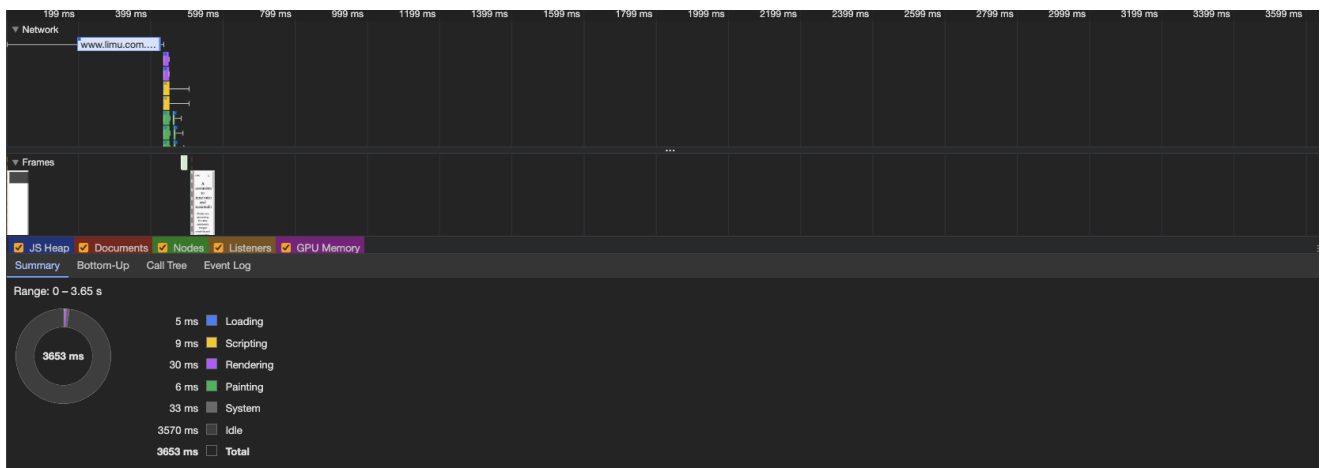 199 ms 399 ms 599 ms 799 ms 999 ms 1199 ms 1399 ms 1599 ms 1799 ms 1999 ms 2199 ms 2399 ms 2599 ms 2799 ms 2999 ms 3199 ms 3399 ms 3599 ms
Network
www.limu.com....
...
Frames
JS Heap Documents Nodes Listeners GPU Memory
Summary Bottom-Up Call Tree Event Log
Range: 0 – 3.65 s
3653 ms
5 ms Loading
9 ms Scripting
30 ms Rendering
6 ms Painting
33 ms System
3570 ms Idle
3653 ms Total